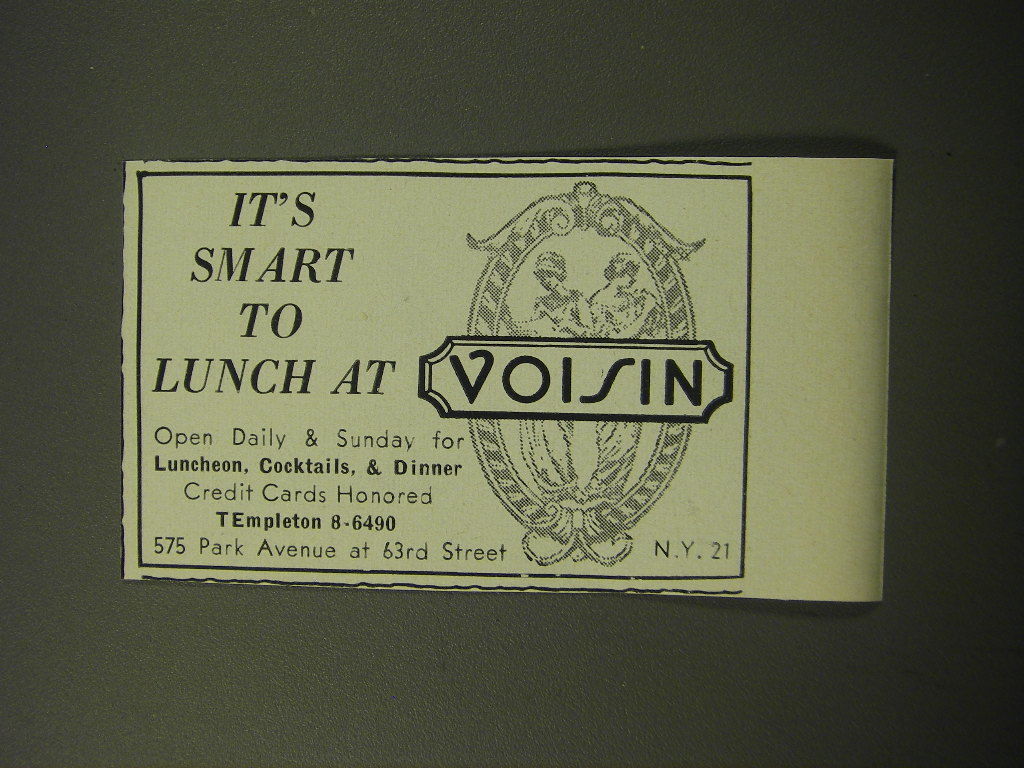 IT'S
SMART
TO
LUNCH AT
VOISIN
Open Daily & Sunday for
Luncheon, Cocktails, & Dinner
Credit Cards Honored
TEmpleton 8-6490
575 Park Avenue at 63rd Street
N.Y. 21